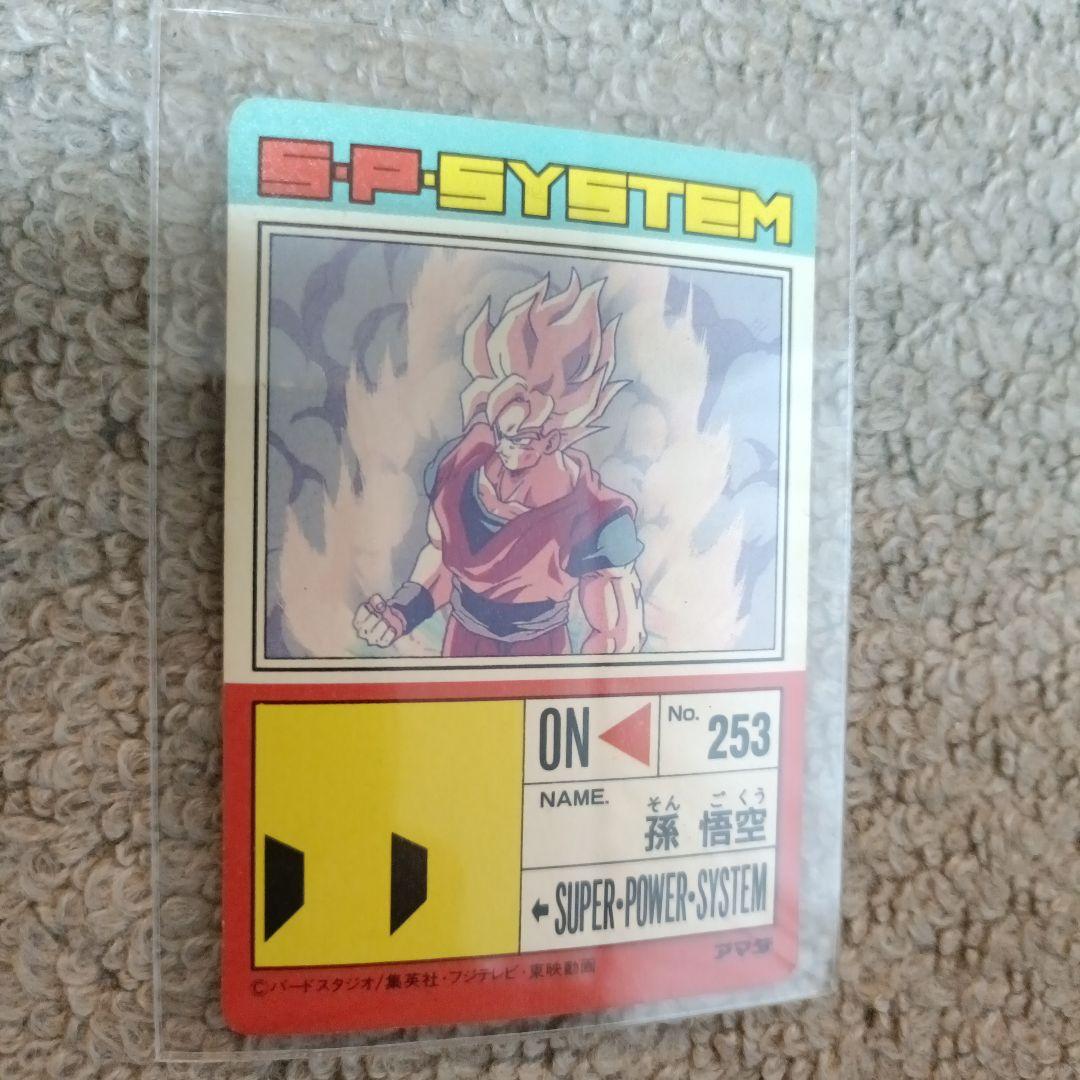 S・P・SYSTEM
ON
No. 253
NAME.
そん ごくう
孫 悟空
←SUPER・POWER・SYSTEM
アマダ
©バードスタジオ/集英社・フジテレビ・東映動画